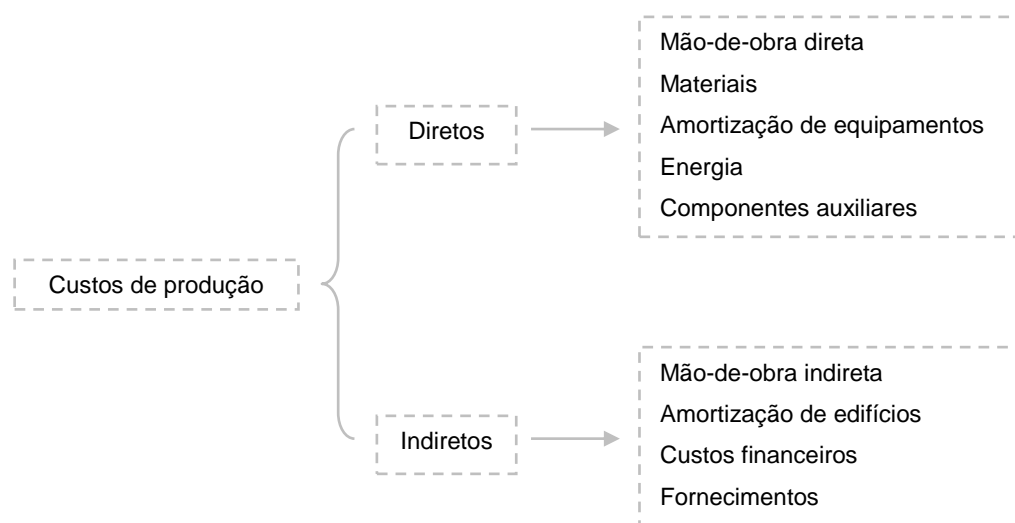 Custos de produção
Diretos
Mão-de-obra direta
Materiais
Amortização de equipamentos
Energia
Componentes auxiliares
Indiretos
Mão-de-obra indireta
Amortização de edifícios
Custos financeiros
Fornecimentos